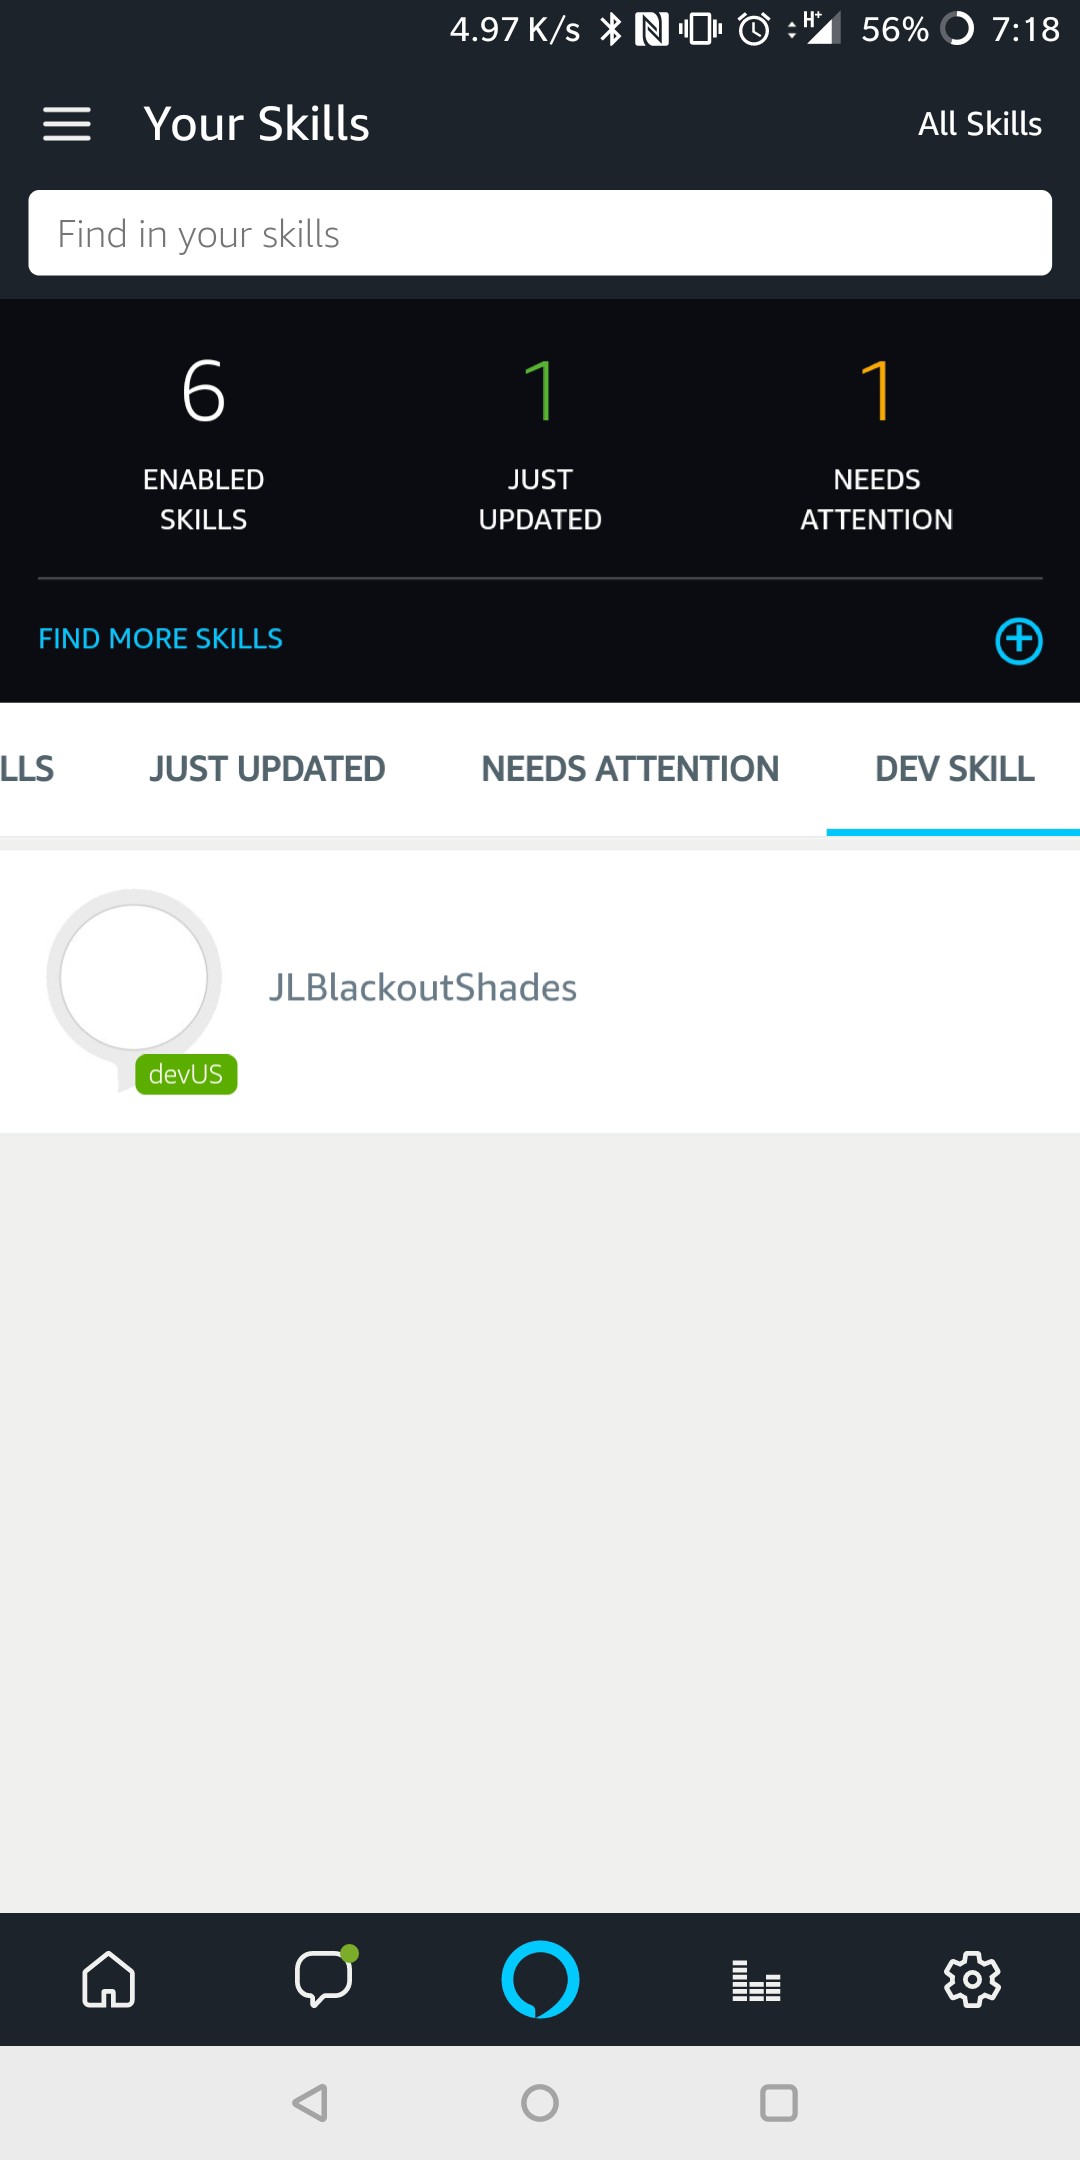 4.97 K/s H+ 56% 7:18
Your Skills All Skills
Find in your skills
6 1 1
ENABLED JUST NEEDS
SKILLS UPDATED ATTENTION
FIND MORE SKILLS
LLS JUST UPDATED NEEDS ATTENTION DEV SKILL
JLBlackoutShades
devUS